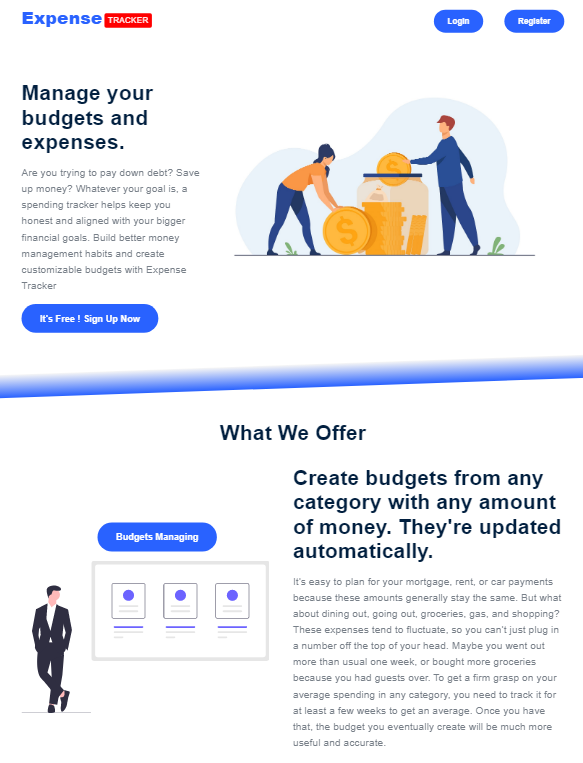 Expense TRACKER
Login
Register
Manage your
budgets and
expenses.
Are you trying to pay down debt? Save
up money? Whatever your goal is, a
spending tracker helps keep you
honest and aligned with your bigger
financial goals. Build better money
management habits and create
customizable budgets with Expense
Tracker
It's Free ! Sign Up Now
What We Offer
Budgets Managing
Create budgets from any
category with any amount
of money. They're updated
automatically.
It's easy to plan for your mortgage, rent, or car payments
because these amounts generally stay the same. But what
about dining out, going out, groceries, gas, and shopping?
These expenses tend to fluctuate, so you can't just plug in
a number off the top of your head. Maybe you went out
more than usual one week, or bought more groceries
because you had guests over. To get a firm grasp on your
average spending in any category, you need to track it for
at least a few weeks to get an average. Once you have
that, the budget you eventually create will be much more
useful and accurate.